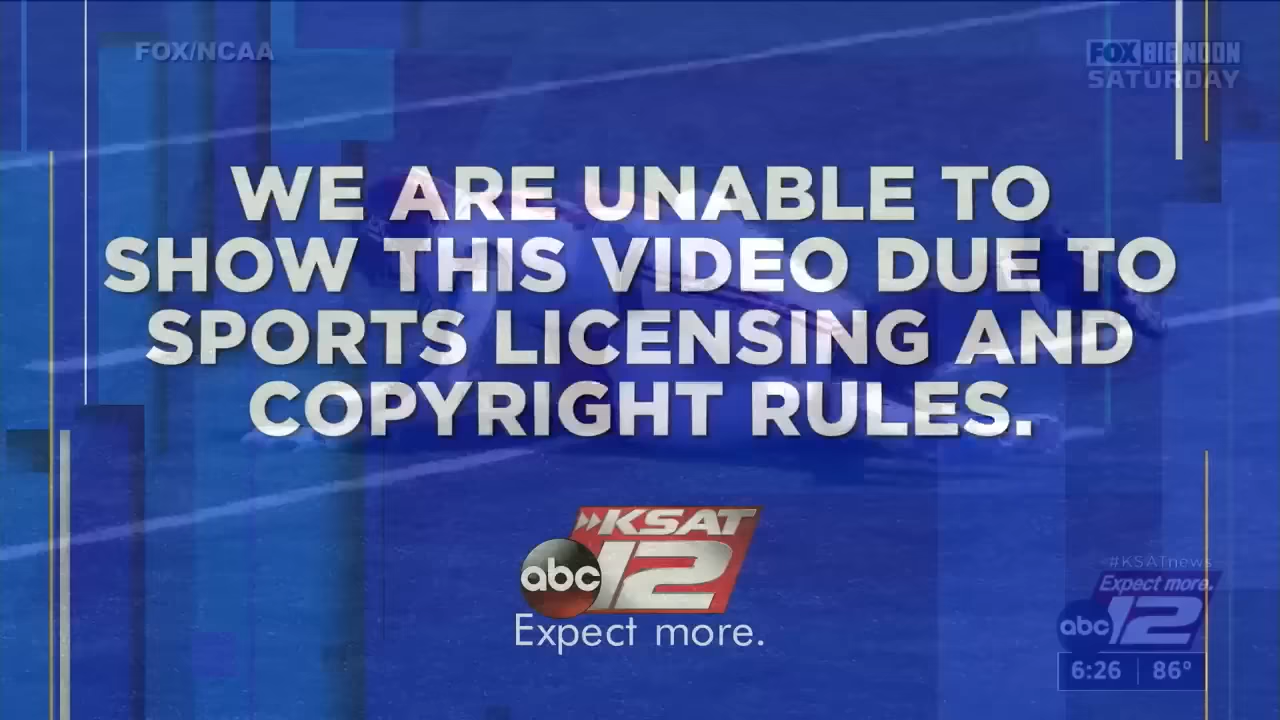 FOX/NCAA
FOX BIG NOON
SATURDAY
WE ARE UNABLE TO
SHOW THIS VIDEO DUE TO
SPORTS LICENSING AND
COPYRIGHT RULES.
KSAT
abc 12
Expect more.
#KSATnews
Expect more.
abc 12
6:26 86°